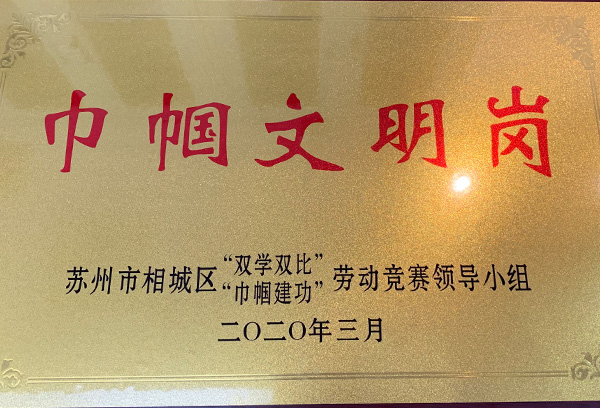 巾帼文明岗
苏州市相城区“双学双比”“巾帼建功”劳动竞赛领导小组
二〇二〇年三月